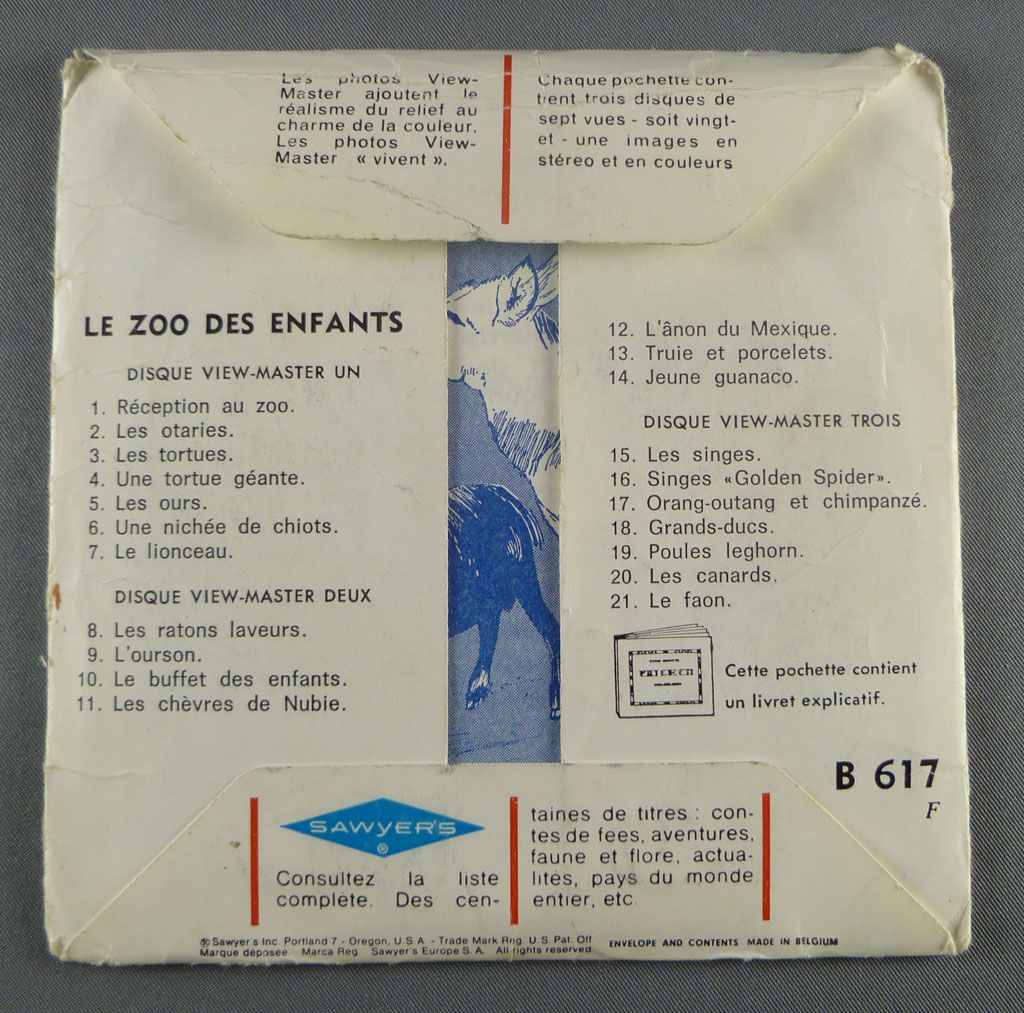 Les photos View-
Master ajoutent le
réalisme du relief au
charme de la couleur.
Les photos View-
Master « vivent ».
Chaque pochette con-
tient trois disques de
sept vues - soit vingt-
et - une images en
stéreo et en couleurs
LE ZOO DES ENFANTS
DISQUE VIEW-MASTER UN
1. Réception au zoo.
2. Les otaries.
3. Les tortues.
4. Une tortue géante.
5. Les ours.
6. Une nichée de chiots.
7. Le lionceau.
DISQUE VIEW-MASTER DEUX
8. Les ratons laveurs.
9. L'ourson.
10. Le buffet des enfants.
11. Les chèvres de Nubie.
12. L'ânon du Mexique.
13. Truie et porcelets.
14. Jeune guanaco.
DISQUE VIEW-MASTER TROIS
15. Les singes.
16. Singes «Golden Spider».
17. Orang-outang et chimpanzé.
18. Grands-ducs.
19. Poules leghorn.
20. Les canards.
21. Le faon.
Cette pochette contient
un livret explicatif.
B 617
F
SAWYER'S
®
Consultez la liste
complète. Des cen-
taines de titres : con-
tes de fees, aventures,
faune et flore, actua-
lités, pays du monde
entier, etc.
® Sawyer's Inc. Portland 7 - Oregon, U.S.A. - Trade Mark Reg. U.S. Pat. Off.
Marque déposée Marca Reg. Sawyer's Europe S.A. All rights reserved
ENVELOPE AND CONTENTS MADE IN BELGIUM